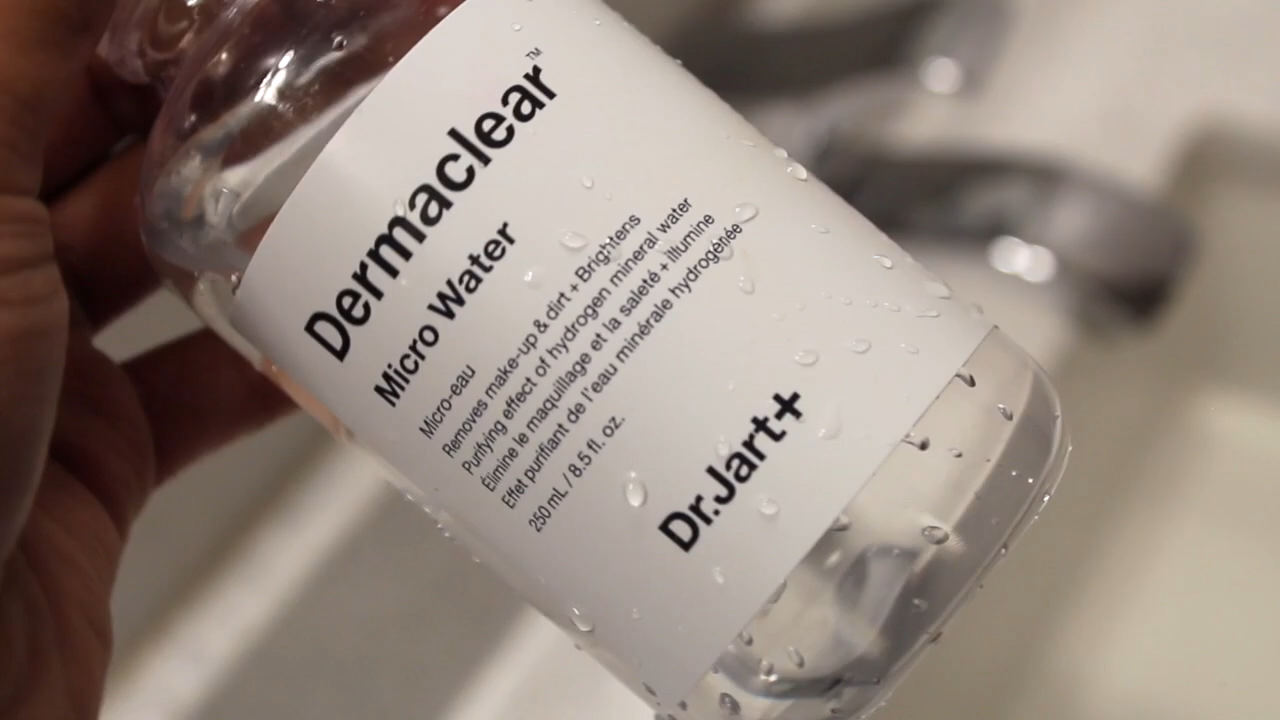 Dermaclear™
Micro Water
Micro-eau
Removes make-up & dirt + Brightens
Purifying effect of hydrogen mineral water
Élimine le maquillage et la saleté + illumine
Effet purifiant de l'eau minérale hydrogénée
250 mL / 8.5 fl. oz.
Dr.Jart+